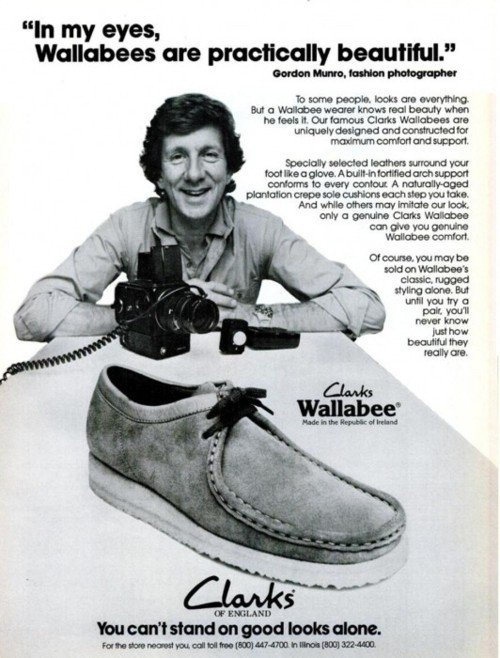 “In my eyes,
Wallabees are practically beautiful.”
Gordon Munro, fashion photographer
To some people, looks are everything.
But a Wallabee wearer knows real beauty when
he feels it. Our famous Clarks Wallabees are
uniquely designed and constructed for
maximum comfort and support.
Specially selected leathers surround your
foot like a glove. A built-in fortified arch support
conforms to every contour. A naturally-aged
plantation crepe sole cushions each step you take.
And while others may imitate our look,
only a genuine Clarks Wallabee
can give you genuine
Wallabee comfort.
Of course, you may be
sold on Wallabee's
classic, rugged
styling alone. But
until you try a
pair, you'll
never know
just how
beautiful they
really are.
Clarks
Wallabee®
Made in the Republic of Ireland
Clarks
OF ENGLAND
You can't stand on good looks alone.
For the store nearest you, call toll free (800) 447-4700. In Illinois (800) 322-4400.